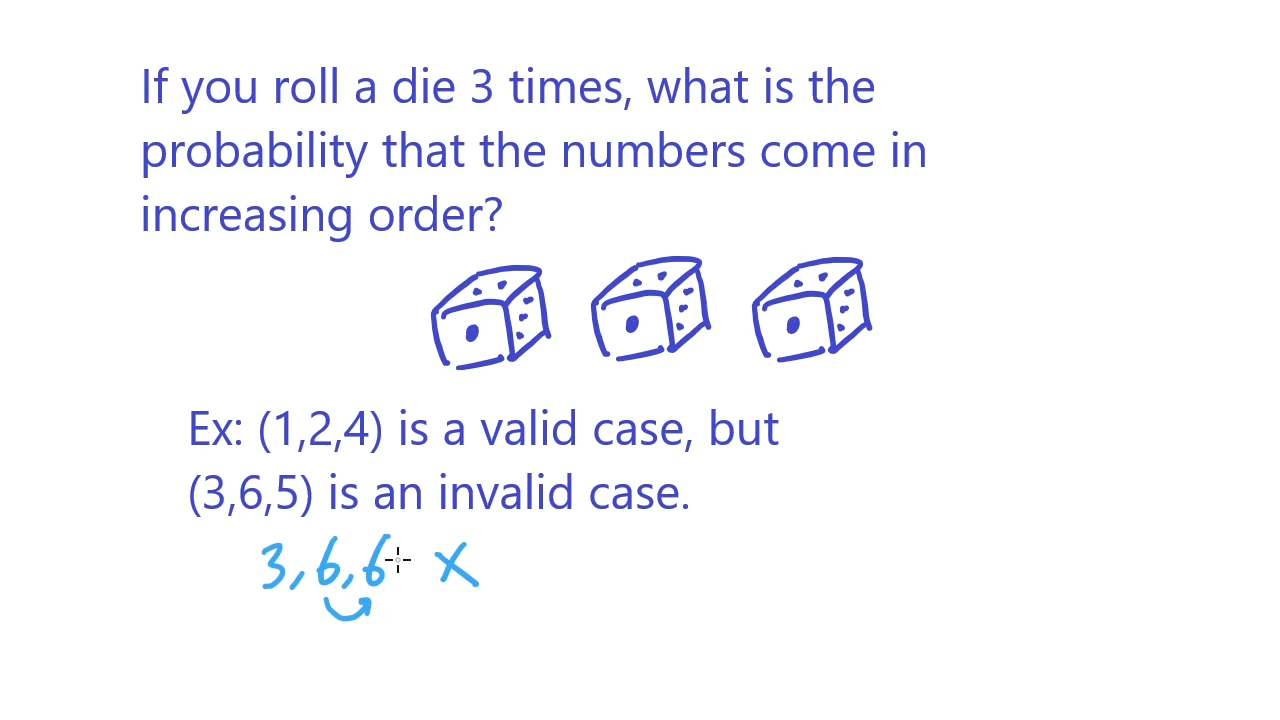 If you roll a die 3 times, what is the
probability that the numbers come in
increasing order?
Ex: (1,2,4) is a valid case, but
(3,6,5) is an invalid case.
3, 6, 6 x